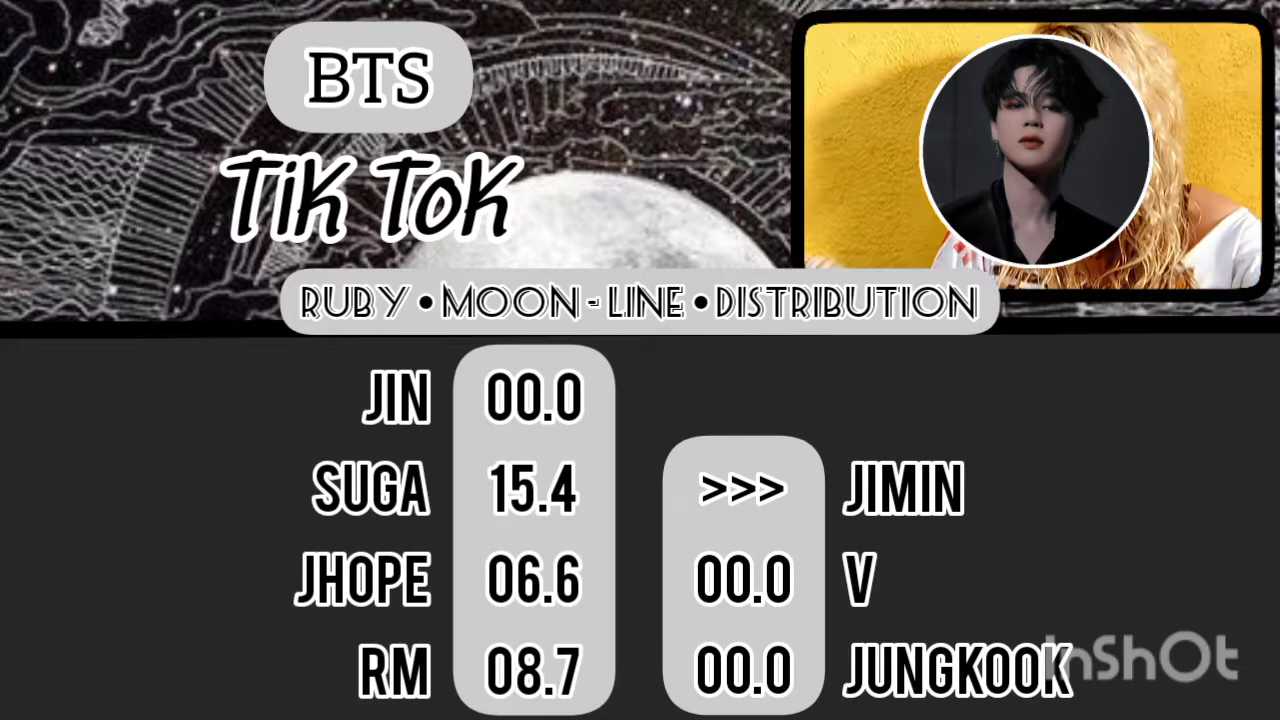 BTS
Tik Tok
RUBY • MOON - LINE • DISTRIBUTION
JIN 00.0
SUGA 15.4 >>> JIMIN
JHOPE 06.6 00.0 V
RM 08.7 00.0 JUNGKOOK
InShOt